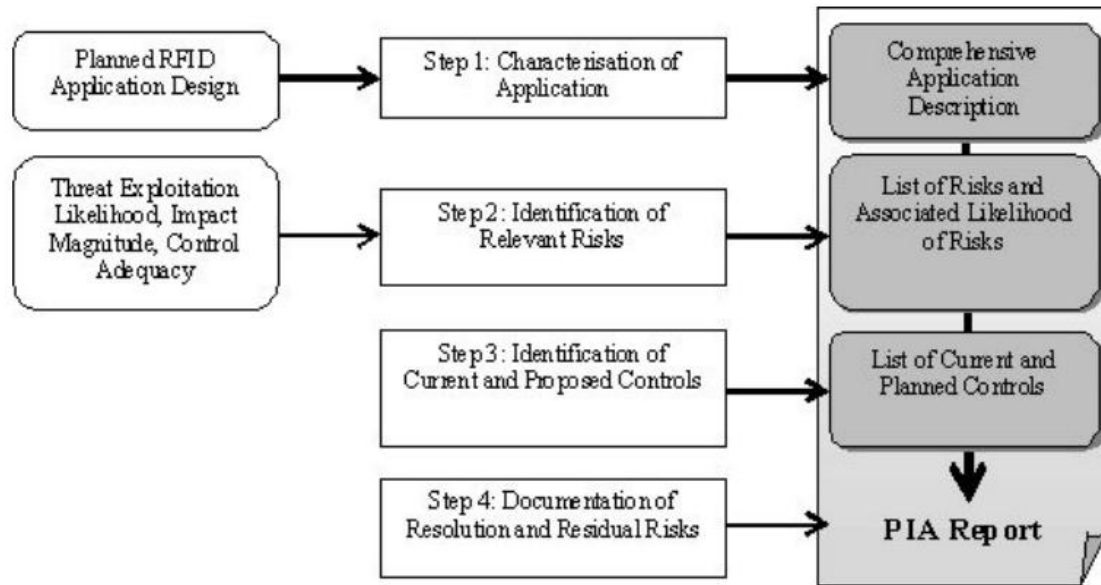 Planned RFID
Application Design
Step 1: Characterisation of
Application
Comprehensive
Application
Description
Threat Exploitation
Likelihood, Impact
Magnitude, Control
Adequacy
Step 2: Identification of
Relevant Risks
List of Risks and
Associated Likelihood
of Risks
Step 3: Identification of
Current and Proposed Controls
List of Current and
Planned Controls
Step 4: Documentation of
Resolution and Residual Risks
PIA Report